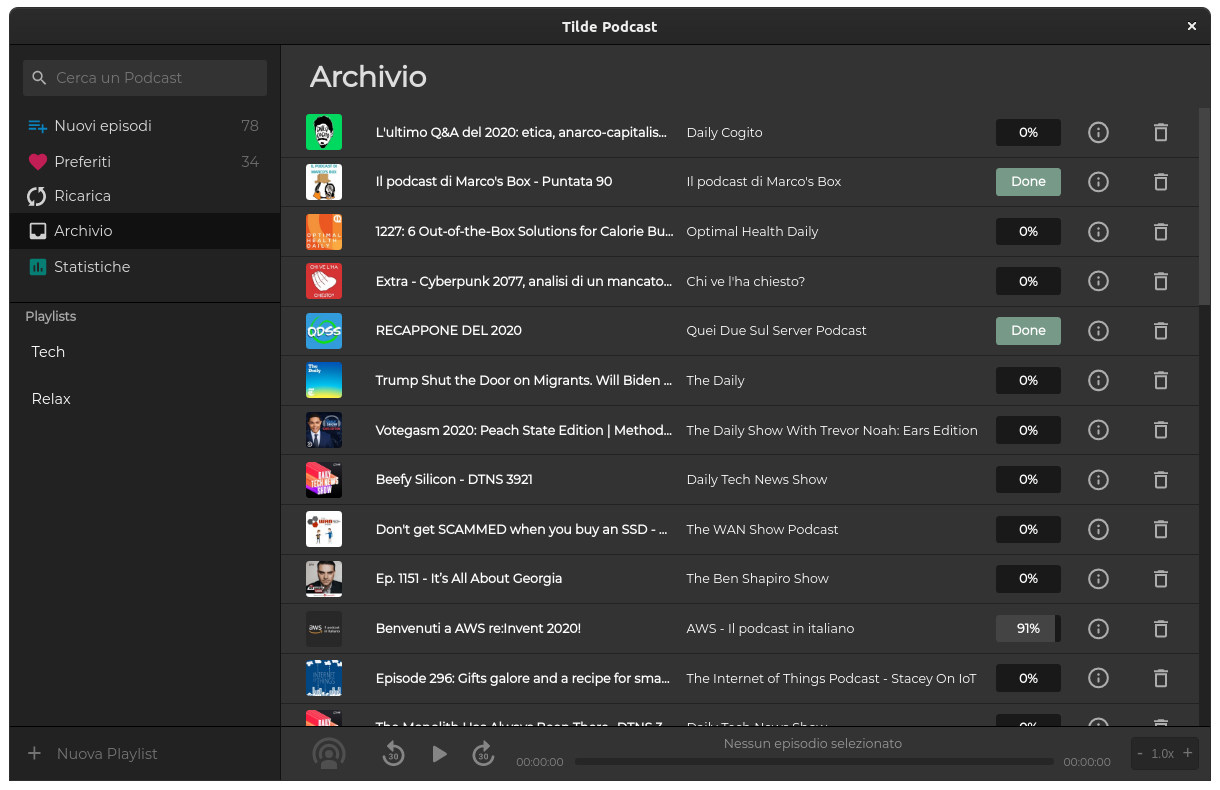 Tilde Podcast
Cerca un Podcast
Nuovi episodi 78
Preferiti 34
Ricarica
Archivio
Statistiche
Playlists
Tech
Relax
Nuova Playlist
Archivio
L'ultimo Q&A del 2020: etica, anarco-capitalis... Daily Cogito 0%
Il podcast di Marco's Box - Puntata 90 Il podcast di Marco's Box Done
1227: 6 Out-of-the-Box Solutions for Calorie Bu... Optimal Health Daily 0%
Extra - Cyberpunk 2077, analisi di un mancato... Chi ve l'ha chiesto? 0%
RECAPPONE DEL 2020 Quei Due Sul Server Podcast Done
Trump Shut the Door on Migrants. Will Biden ... The Daily 0%
Votegasm 2020: Peach State Edition | Method... The Daily Show With Trevor Noah: Ears Edition 0%
Beefy Silicon - DTNS 3921 Daily Tech News Show 0%
Don't get SCAMMED when you buy an SSD - ... The WAN Show Podcast 0%
Ep. 1151 - It’s All About Georgia The Ben Shapiro Show 0%
Benvenuti a AWS re:Invent 2020! AWS - Il podcast in italiano 91%
Episode 296: Gifts galore and a recipe for sma... The Internet of Things Podcast - Stacey On IoT 0%
The Monolith Has Always Been There - DTNS 3... Daily Tech News Show 0%
30
30
Nessun episodio selezionato
00:00:00
00:00:00
- 1.0x +